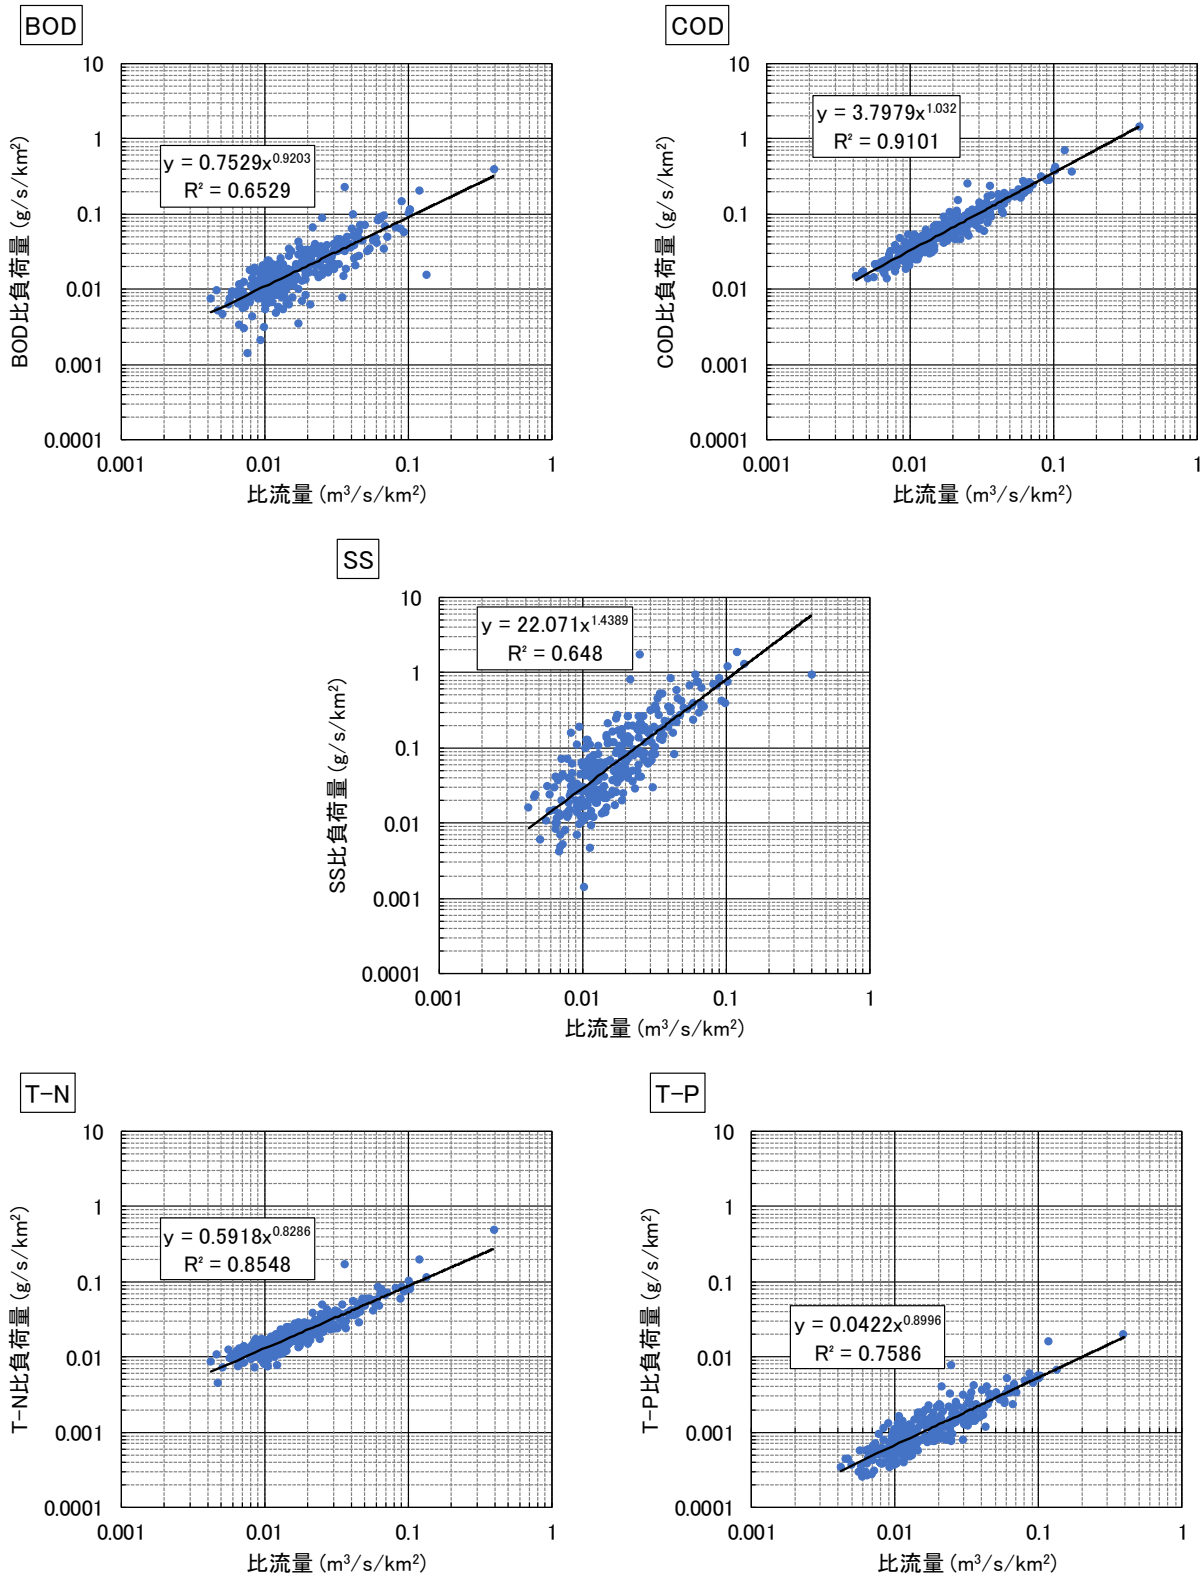 BOD
10
1
0.1
0.01
0.001
0.0001
BOD比負荷量 (g/s/km²)
y = 0.7529x^0.9203
R² = 0.6529
0.001 0.01 0.1 1
比流量 (m³/s/km²)
COD
10
1
0.1
0.01
0.001
0.0001
COD比負荷量 (g/s/km²)
y = 3.7979x^1.032
R² = 0.9101
0.001 0.01 0.1 1
比流量 (m³/s/km²)
SS
10
1
0.1
0.01
0.001
0.0001
SS比負荷量 (g/s/km²)
y = 22.071x^1.4389
R² = 0.648
0.001 0.01 0.1 1
比流量 (m³/s/km²)
T-N
10
1
0.1
0.01
0.001
0.0001
T-N比負荷量 (g/s/km²)
y = 0.5918x^0.8286
R² = 0.8548
0.001 0.01 0.1 1
比流量 (m³/s/km²)
T-P
10
1
0.1
0.01
0.001
0.0001
T-P比負荷量 (g/s/km²)
y = 0.0422x^0.8996
R² = 0.7586
0.001 0.01 0.1 1
比流量 (m³/s/km²)